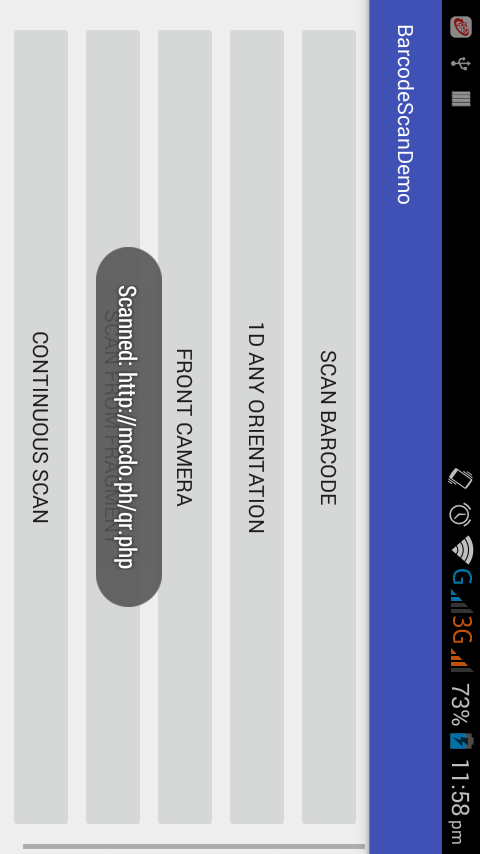 G 3G 73% 11:58 pm
BarcodeScanDemo
SCAN BARCODE
1D ANY ORIENTATION
FRONT CAMERA
SCAN FROM FRAGMENT
Scanned: http://mcdo.ph/qr.php
CONTINUOUS SCAN